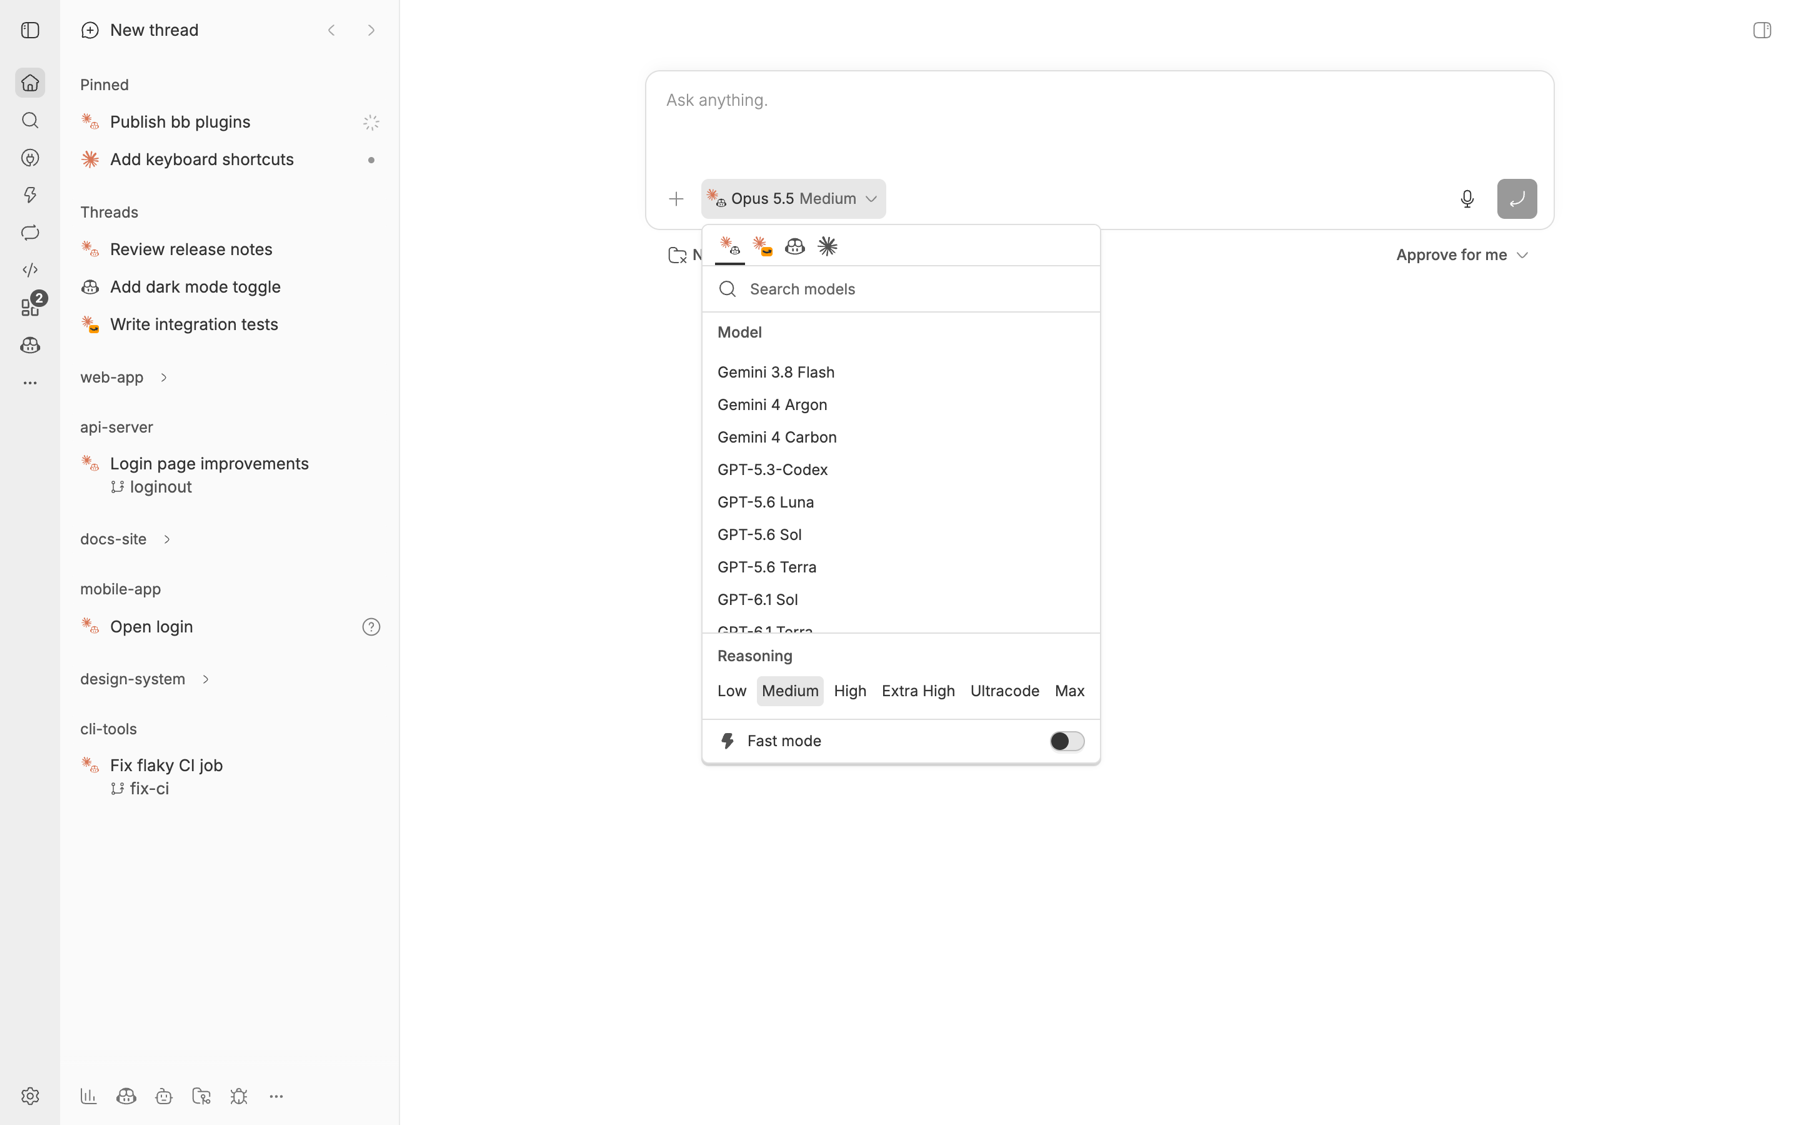 New thread
Pinned
Publish bb plugins
Add keyboard shortcuts
Threads
Review release notes
Add dark mode toggle
2
Write integration tests
web-app
api-server
Login page improvements
loginout
docs-site
mobile-app
Open login
design-system
cli-tools
Fix flaky CI job
fix-ci
Ask anything.
Opus 5.5 Medium
N
Approve for me
Search models
Model
Gemini 3.8 Flash
Gemini 4 Argon
Gemini 4 Carbon
GPT-5.3-Codex
GPT-5.6 Luna
GPT-5.6 Sol
GPT-5.6 Terra
GPT-6.1 Sol
GPT-6.1 Terra
Reasoning
Low Medium High Extra High Ultracode Max
Fast mode